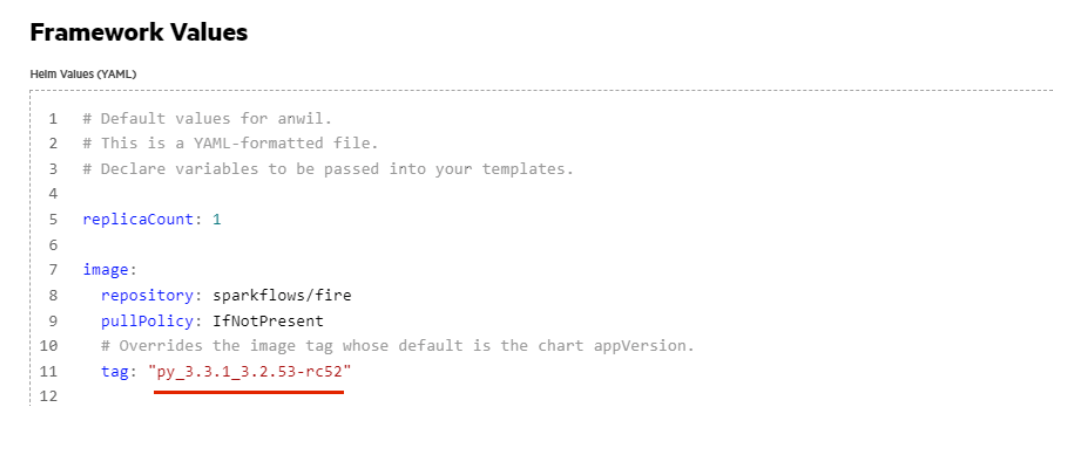 Framework Values
Helm Values (YAML)
1 # Default values for anwil.
2 # This is a YAML-formatted file.
3 # Declare variables to be passed into your templates.
4
5 replicaCount: 1
6
7 image:
8 repository: sparkflows/fire
9 pullPolicy: IfNotPresent
10 # Overrides the image tag whose default is the chart appVersion.
11 tag: "py_3.3.1_3.2.53-rc52"
12